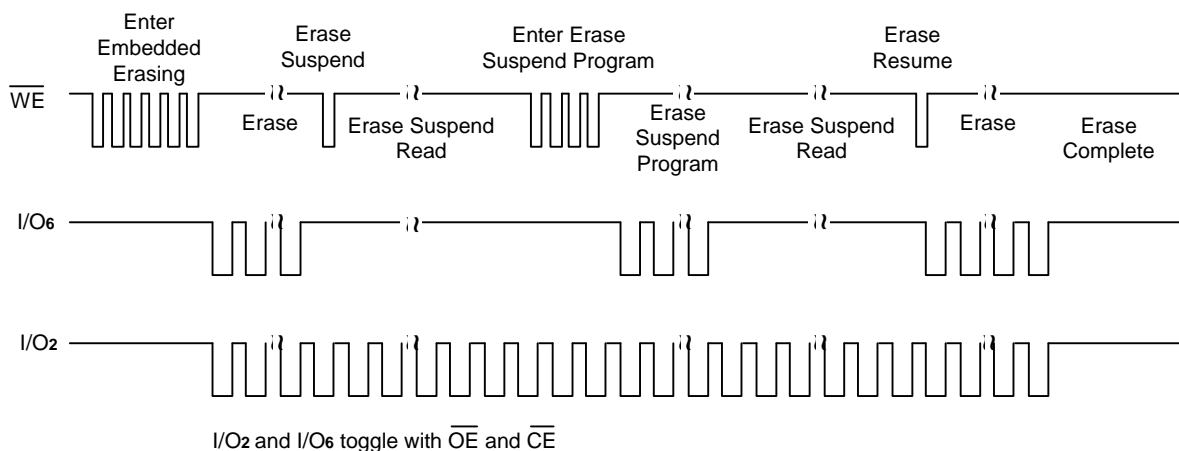 Enter
Embedded
Erasing
Erase
Suspend
Enter Erase
Suspend Program
Erase
Resume
WE
Erase
Erase Suspend
Read
Erase
Suspend
Program
Erase Suspend
Read
Erase
Erase
Complete
I/O6
I/O2
I/O2 and I/O6 toggle with OE and CE